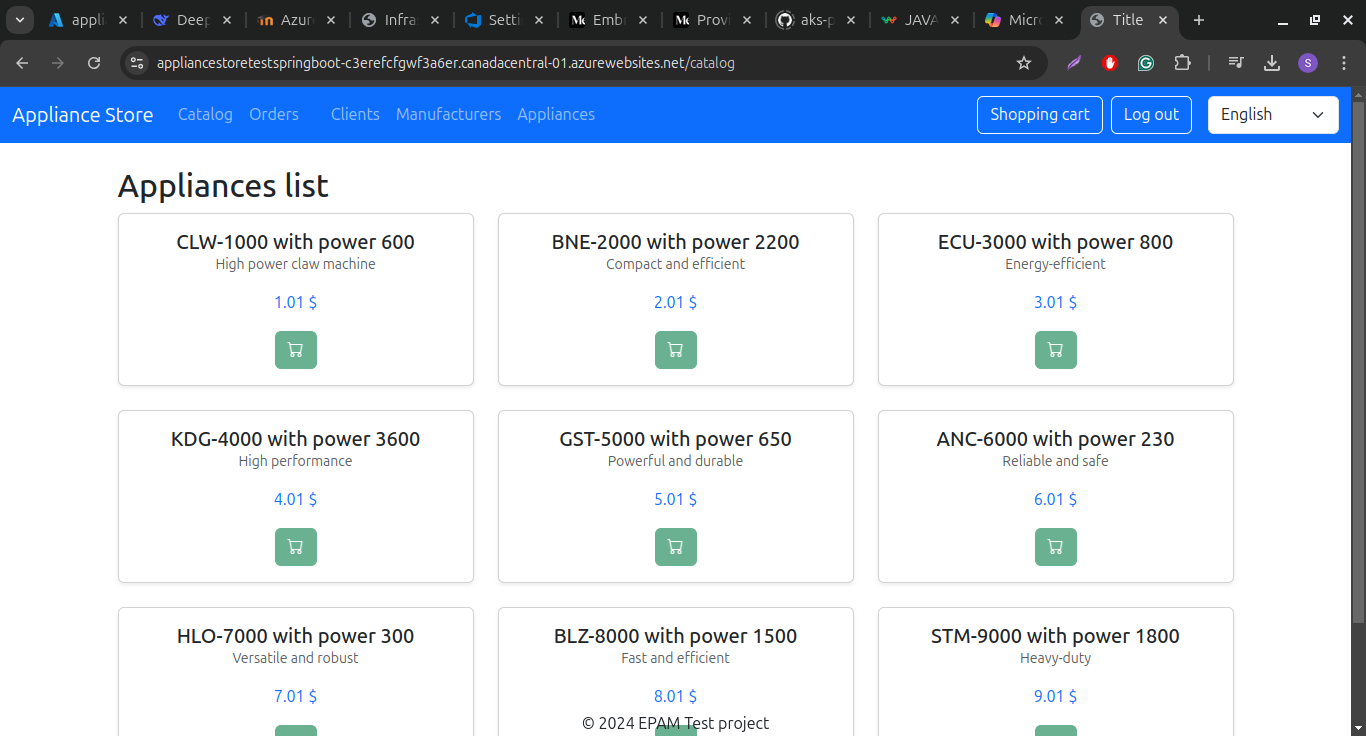 appli
Deep
Azur
Infra
Setti
Emb
Provi
aks-p
JAVA
Micr
Title
appliancestoretestspringboot-c3erefcfgwf3a6er.canadacentral-01.azurewebsites.net/catalog
S
Appliance Store Catalog Orders Clients Manufacturers Appliances Shopping cart Log out English
Appliances list
CLW-1000 with power 600
High power claw machine
1.01 $
BNE-2000 with power 2200
Compact and efficient
2.01 $
ECU-3000 with power 800
Energy-efficient
3.01 $
KDG-4000 with power 3600
High performance
4.01 $
GST-5000 with power 650
Powerful and durable
5.01 $
ANC-6000 with power 230
Reliable and safe
6.01 $
HLO-7000 with power 300
Versatile and robust
7.01 $
BLZ-8000 with power 1500
Fast and efficient
8.01 $
STM-9000 with power 1800
Heavy-duty
9.01 $
© 2024 EPAM Test project